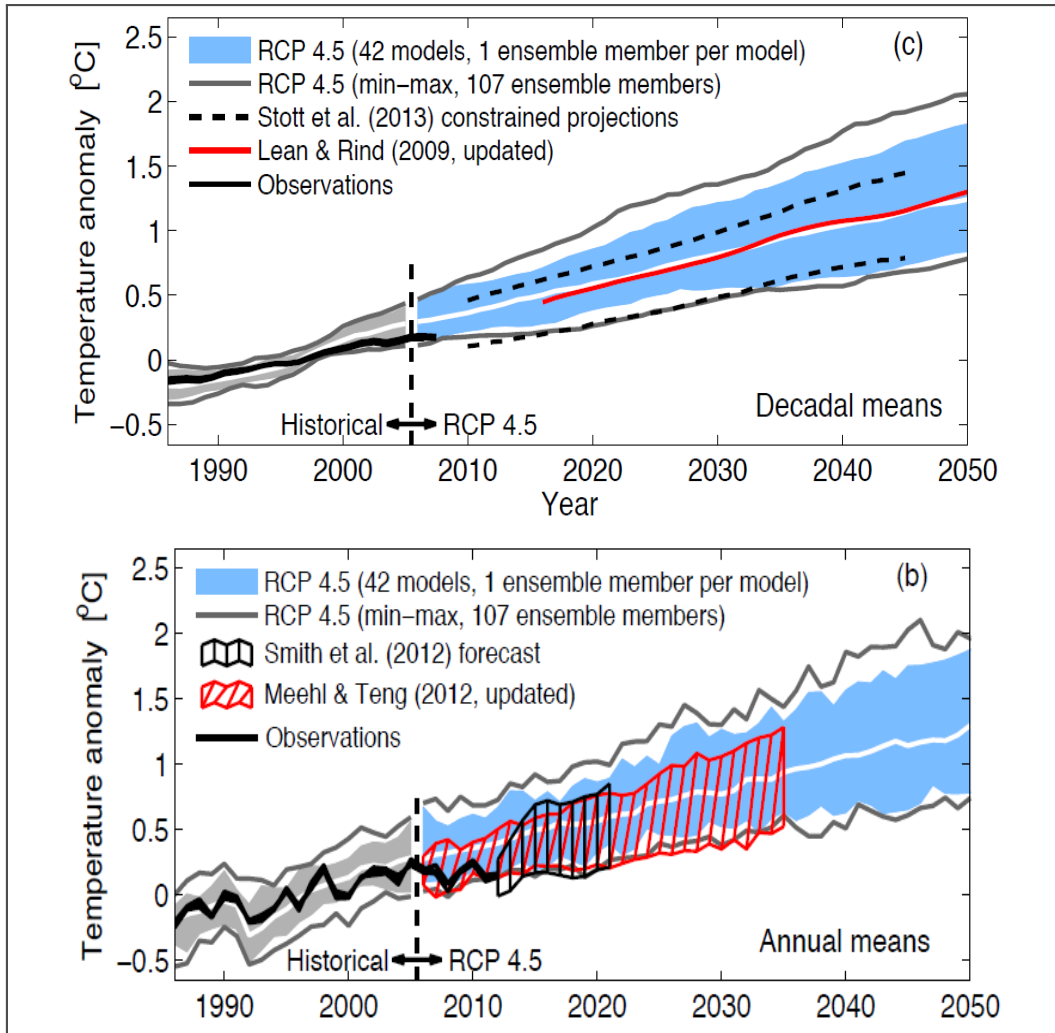 (c)
RCP 4.5 (42 models, 1 ensemble member per model)
RCP 4.5 (min−max, 107 ensemble members)
Stott et al. (2013) constrained projections
Lean & Rind (2009, updated)
Observations
Temperature anomaly [°C]
2.5
2
1.5
1
0.5
0
−0.5
Historical
RCP 4.5
Decadal means
1990
2000
2010
2020
2030
2040
2050
Year
(b)
RCP 4.5 (42 models, 1 ensemble member per model)
RCP 4.5 (min−max, 107 ensemble members)
Smith et al. (2012) forecast
Meehl & Teng (2012, updated)
Observations
Temperature anomaly [°C]
2.5
2
1.5
1
0.5
0
−0.5
Historical
RCP 4.5
Annual means
1990
2000
2010
2020
2030
2040
2050